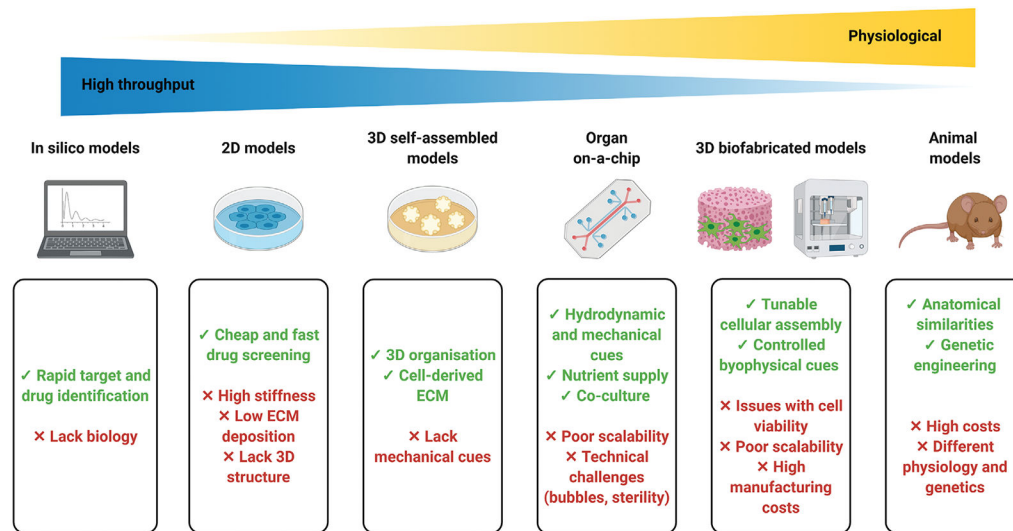 Physiological
High throughput
In silico models
2D models
3D self-assembled
models
Organ
on-a-chip
3D biofabricated models
Animal
models
✓ Rapid target and
drug identification
✕ Lack biology
✓ Cheap and fast
drug screening
✕ High stiffness
✕ Low ECM
deposition
✕ Lack 3D
structure
✓ 3D organisation
✓ Cell-derived
ECM
✕ Lack
mechanical cues
✓ Hydrodynamic
and mechanical
cues
✓ Nutrient supply
✓ Co-culture
✕ Poor scalability
✕ Technical
challenges
(bubbles, sterility)
✓ Tunable
cellular assembly
✓ Controlled
byophysical cues
✕ Issues with cell
viability
✕ Poor scalability
✕ High
manufacturing
costs
✓ Anatomical
similarities
✓ Genetic
engineering
✕ High costs
✕ Different
physiology and
genetics